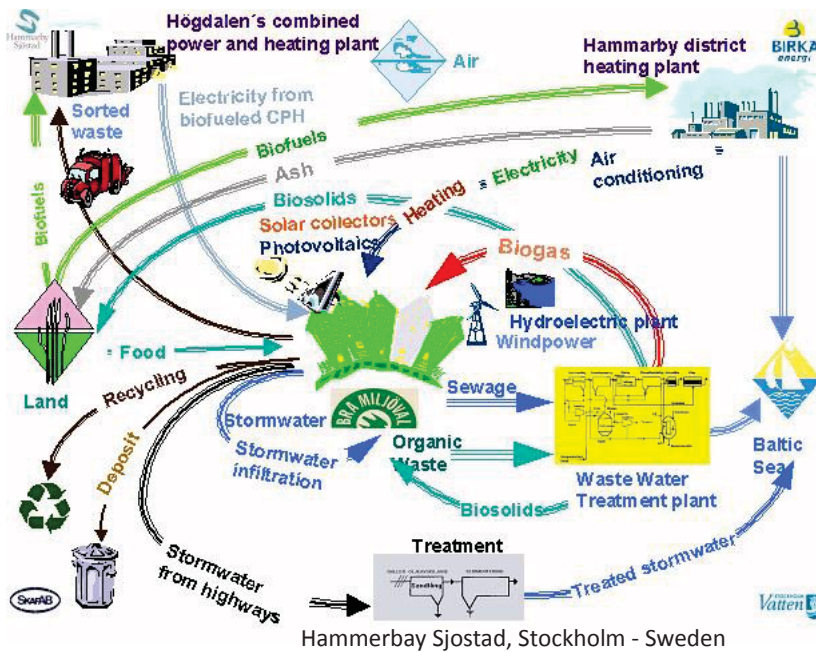 Hammarby
Sjöstad
Högdalen´s combined
power and heating plant
Air
Hammarby district
heating plant
BIRKA
energi
Sorted
waste
Electricity from
biofueled CPH
Biofuels
Ash
Biosolids
Solar collectors
Photovoltaics
Heating
Electricity
Air
conditioning
Biofuels
Biogas
Hydroelectric plant
Windpower
Food
Land
Recycling
Deposit
Stormwater
Stormwater
infiltration
BRA MILJÖVAL
Sewage
Organic
Waste
Biosolids
Waste Water
Treatment plant
Baltic
Sea
Stormwater
from highways
Treatment
Sandfång
Treated stormwater
SKAFAB
STOCKHOLM
Vatten
Hammerbay Sjostad, Stockholm - Sweden